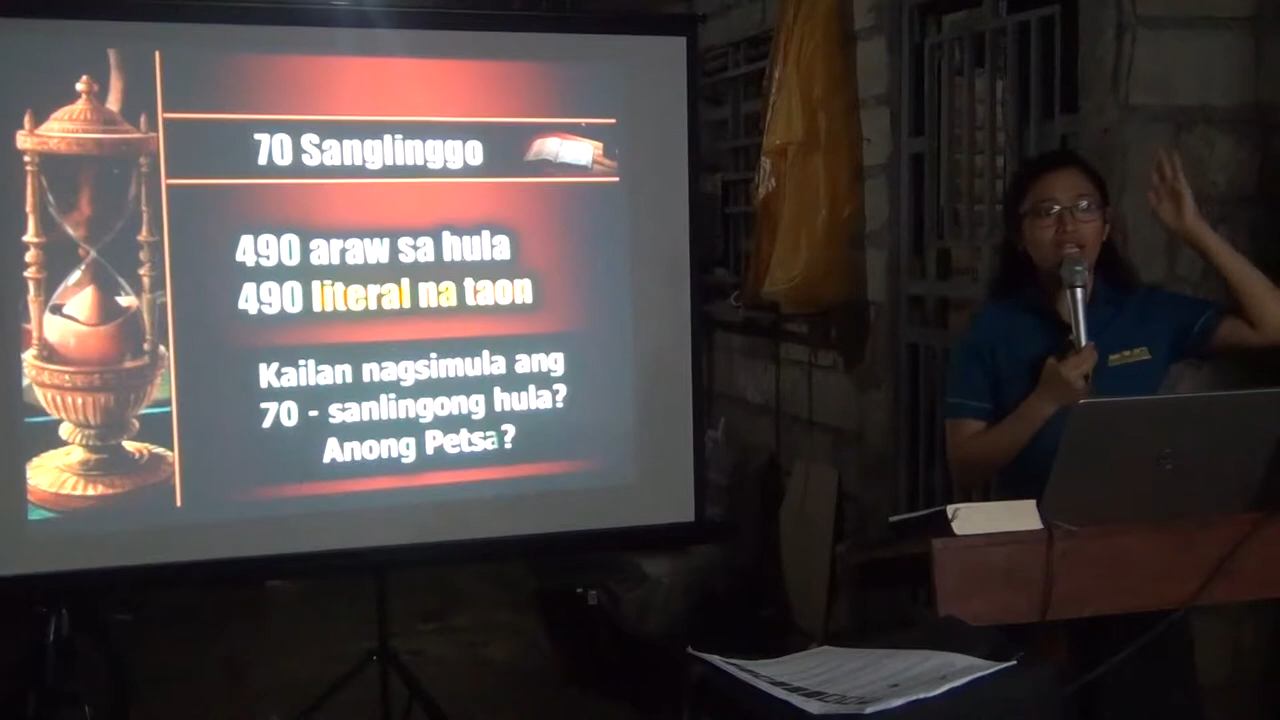 70 Sanglinggo
490 araw sa hula
490 literal na taon
Kailan nagsimula ang
70 - sanlingong hula?
Anong Petsa?